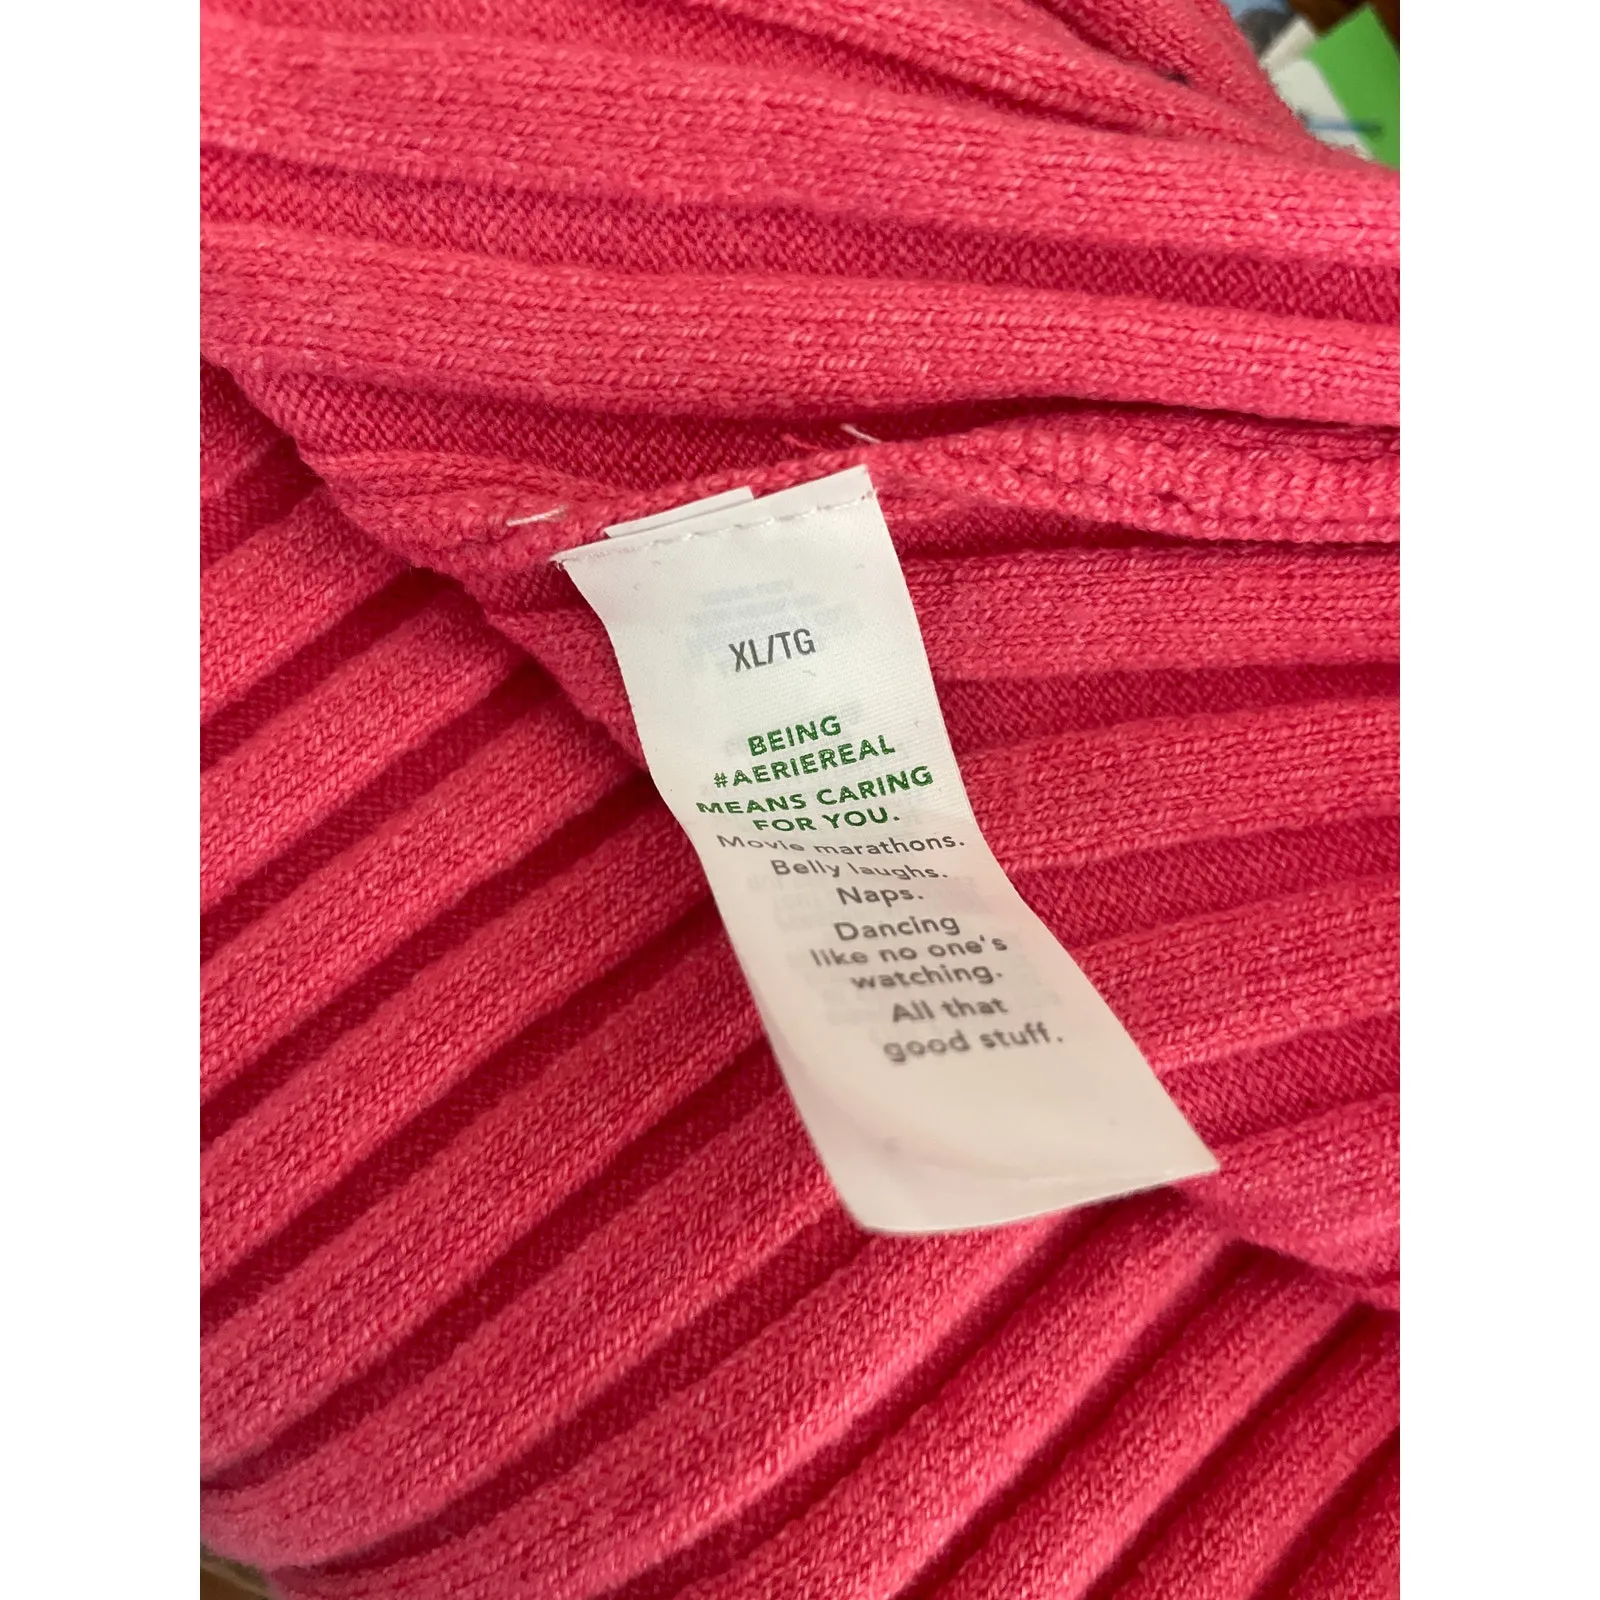 XL/TG
BEING
#AERIEREAL
MEANS CARING
FOR YOU.
Movie marathons.
Belly laughs.
Naps.
Dancing
like no one's
watching.
All that
good stuff.